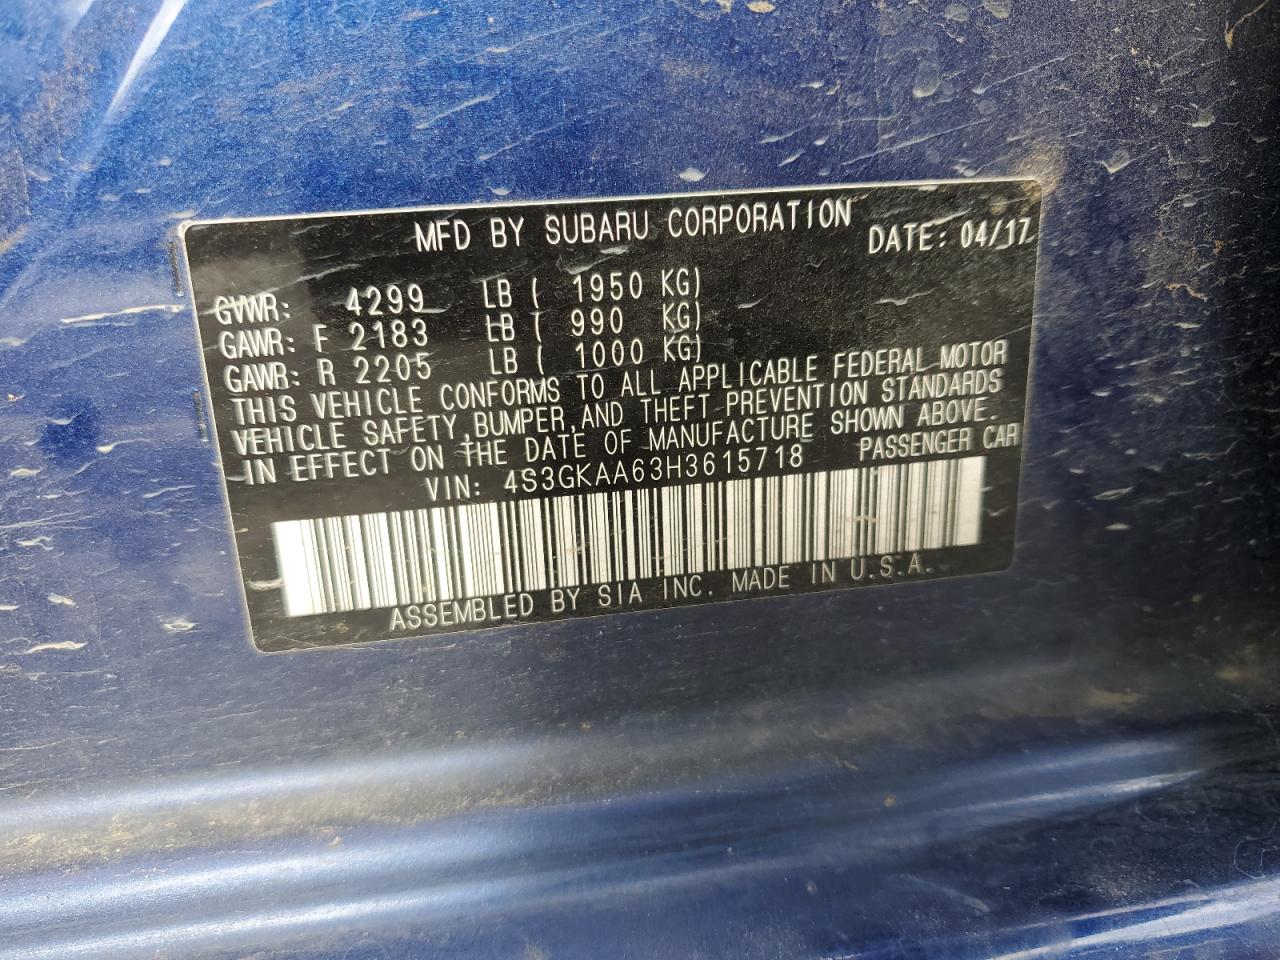 MFD BY SUBARU CORPORATION DATE: 04/17
GVWR: 4299 LB ( 1950 KG)
GAWR: F 2183 LB ( 990 KG)
GAWR: R 2205 LB ( 1000 KG)
THIS VEHICLE CONFORMS TO ALL APPLICABLE FEDERAL MOTOR
VEHICLE SAFETY,BUMPER,AND THEFT PREVENTION STANDARDS
IN EFFECT ON THE DATE OF MANUFACTURE SHOWN ABOVE.
VIN: 4S3GKAA63H3615718 PASSENGER CAR
ASSEMBLED BY SIA INC. MADE IN U.S.A.